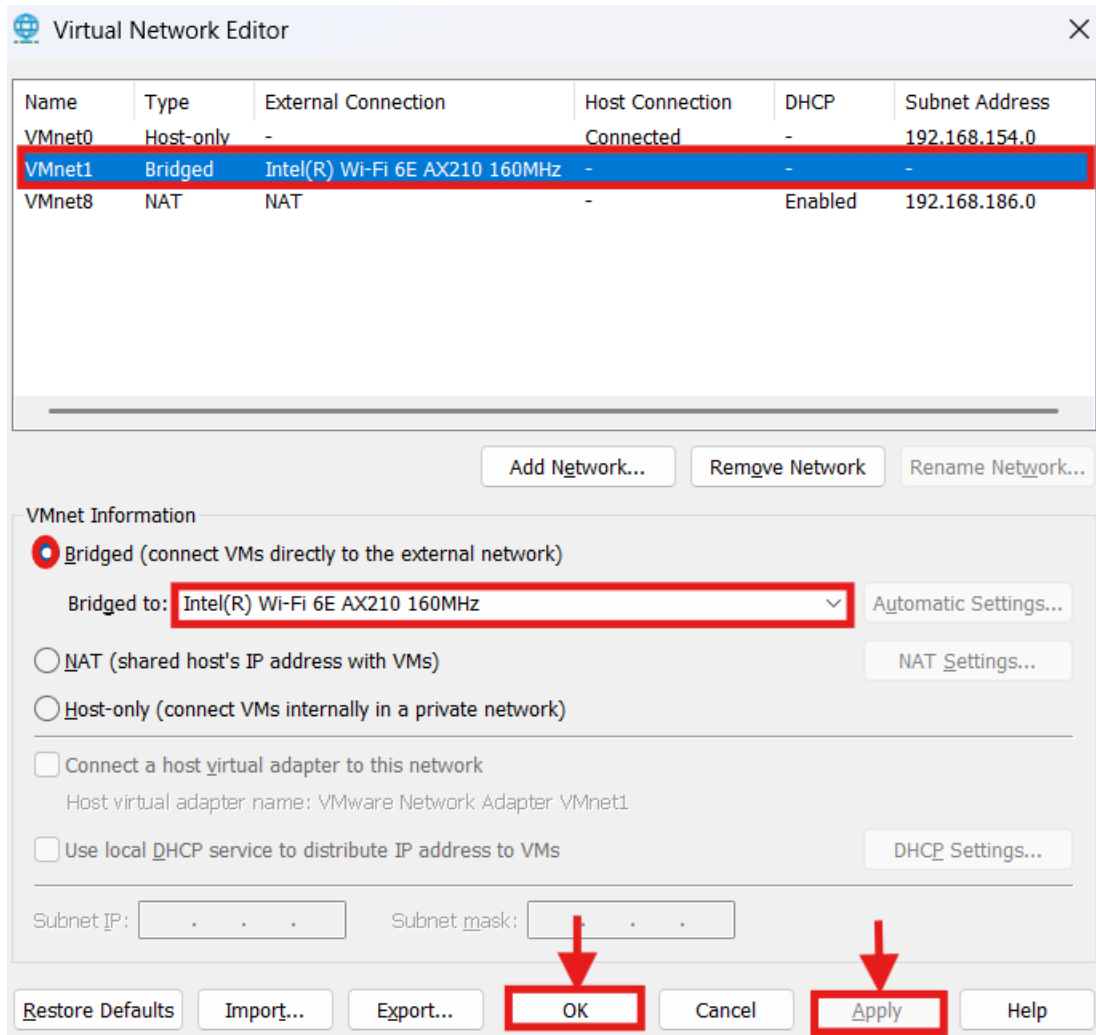 Virtual Network Editor
Name Type External Connection Host Connection DHCP Subnet Address
VMnet0 Host-only - Connected - 192.168.154.0
VMnet1 Bridged Intel(R) Wi-Fi 6E AX210 160MHz - - -
VMnet8 NAT NAT - Enabled 192.168.186.0
Add Network... Remove Network Rename Network...
VMnet Information
Bridged (connect VMs directly to the external network)
Bridged to: Intel(R) Wi-Fi 6E AX210 160MHz Automatic Settings...
NAT (shared host's IP address with VMs) NAT Settings...
Host-only (connect VMs internally in a private network)
Connect a host virtual adapter to this network
Host virtual adapter name: VMware Network Adapter VMnet1
Use local DHCP service to distribute IP address to VMs DHCP Settings...
Subnet IP: . . . Subnet mask: . . .
Restore Defaults Import... Export... OK Cancel Apply Help